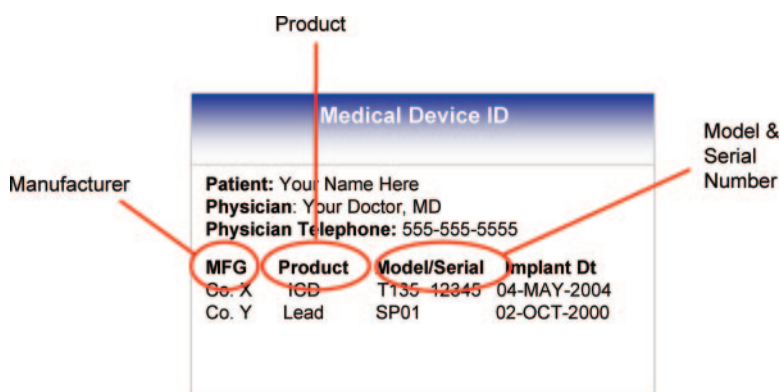 Product
Medical Device ID
Model &
Serial
Number
Manufacturer
Patient: Your Name Here
Physician: Your Doctor, MD
Physician Telephone: 555-555-5555
MFG Product Model/Serial Implant Dt
Co. X ICD T135 12345 04-MAY-2004
Co. Y Lead SP01 02-OCT-2000